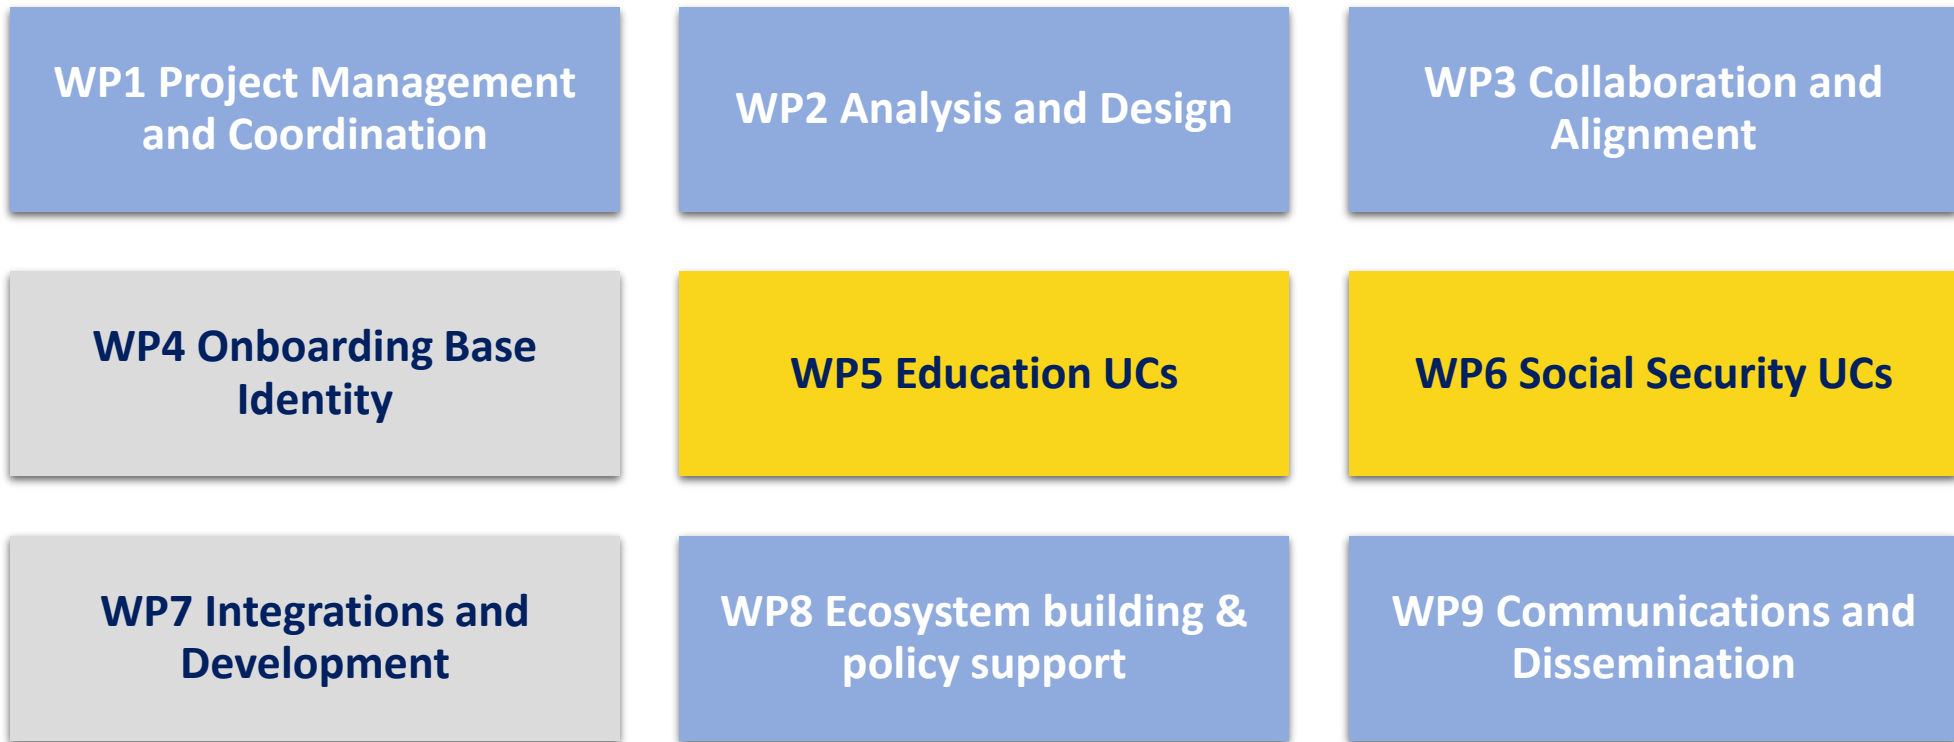 WP1 Project Management
and Coordination
WP2 Analysis and Design
WP3 Collaboration and
Alignment
WP4 Onboarding Base
Identity
WP5 Education UCs
WP6 Social Security UCs
WP7 Integrations and
Development
WP8 Ecosystem building &
policy support
WP9 Communications and
Dissemination